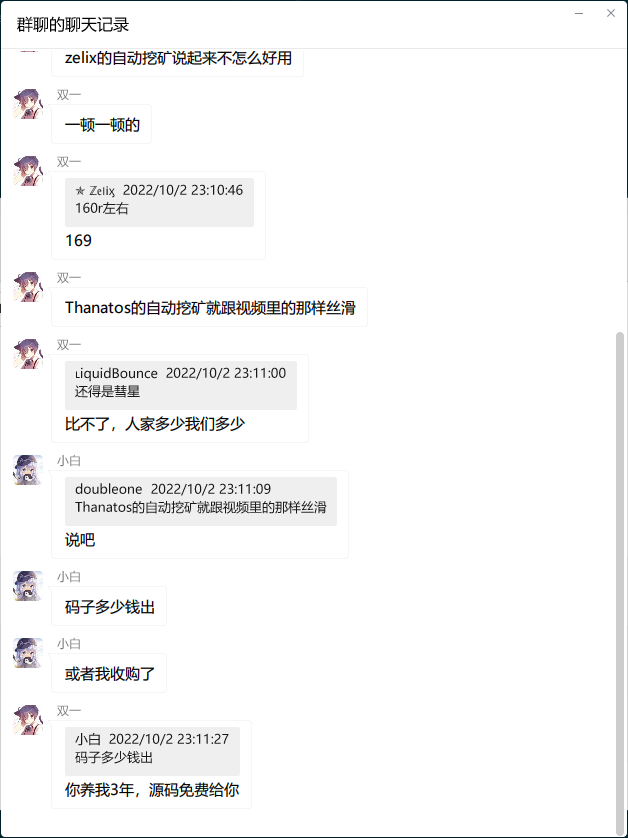 群聊的聊天记录
zelix的自动挖矿说起来不怎么好用
双一
一顿一顿的
双一
✯ ℤ𝕖𝕝𝕚𝕩 2022/10/2 23:10:46
160r左右
169
双一
Thanatos的自动挖矿就跟视频里的那样丝滑
双一
LiquidBounce 2022/10/2 23:11:00
还得是彗星
比不了，人家多少我们多少
小白
doubleone 2022/10/2 23:11:09
Thanatos的自动挖矿就跟视频里的那样丝滑
说吧
小白
码子多少钱出
小白
或者我收购了
双一
小白 2022/10/2 23:11:27
码子多少钱出
你养我3年，源码免费给你